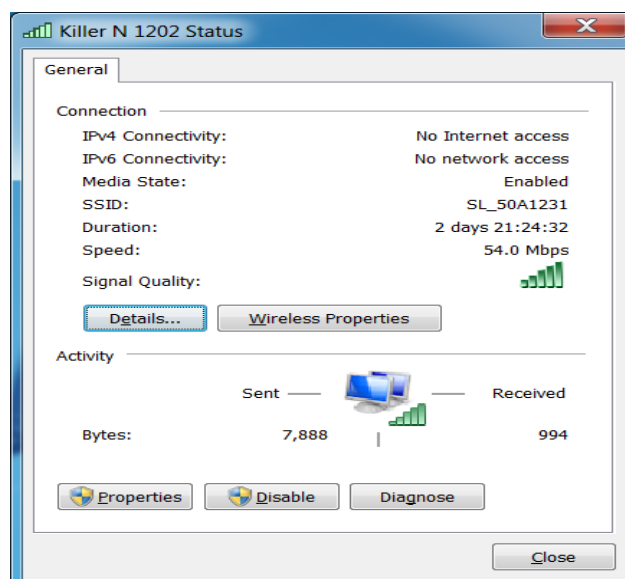 Killer N 1202 Status
General
Connection
IPv4 Connectivity: No Internet access
IPv6 Connectivity: No network access
Media State: Enabled
SSID: SL_50A1231
Duration: 2 days 21:24:32
Speed: 54.0 Mbps
Signal Quality:
Details... Wireless Properties
Activity
Sent Received
Bytes: 7,888 994
Properties Disable Diagnose
Close